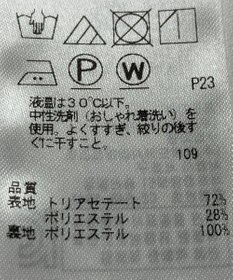 P W
P23
液温は30℃以下。
中性洗剤（おしゃれ着洗い）を
使用。よくすすぎ、絞りの後す
ぐに干すこと。
109
品質
表地 トリアセテート 72%
ポリエステル 28%
裏地 ポリエステル 100%